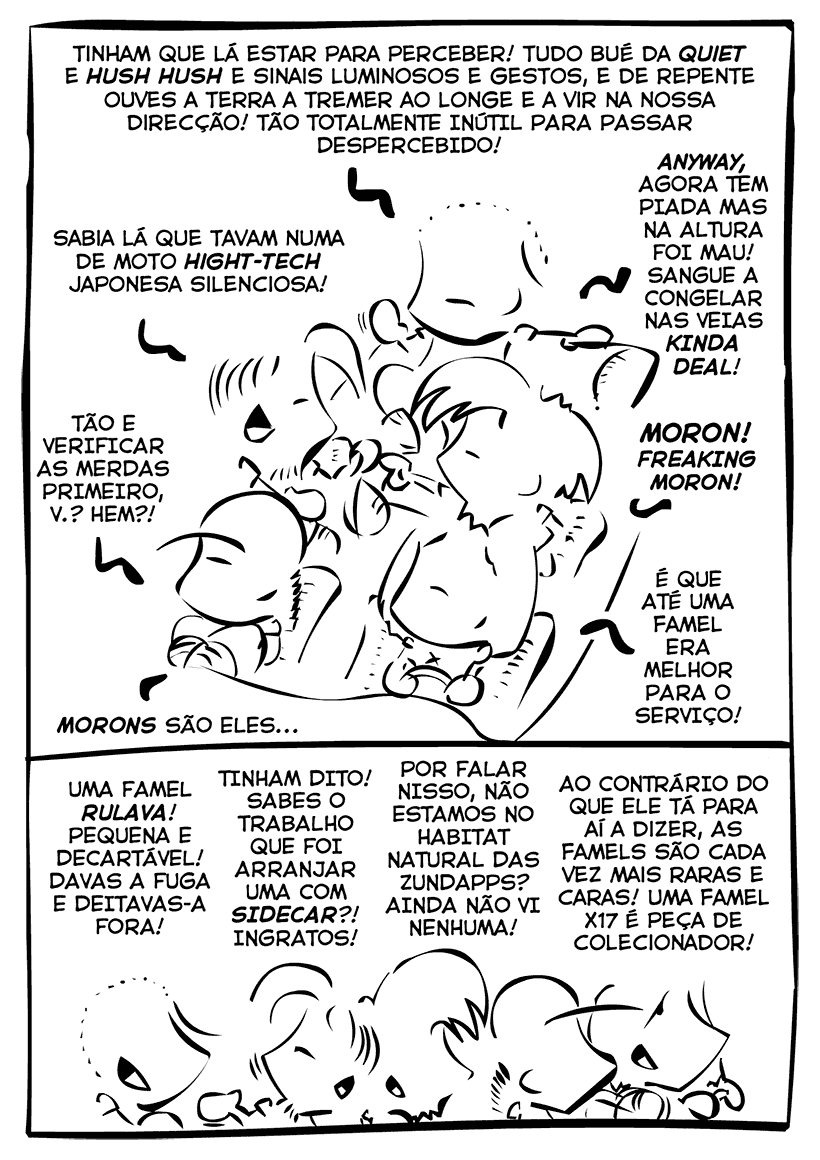 TINHAM QUE LÁ ESTAR PARA PERCEBER! TUDO BUÉ DA QUIET
E HUSH HUSH E SINAIS LUMINOSOS E GESTOS, E DE REPENTE
OUVES A TERRA A TREMER AO LONGE E A VIR NA NOSSA
DIRECÇÃO! TÃO TOTALMENTE INÚTIL PARA PASSAR
DESPERCEBIDO!
ANYWAY,
AGORA TEM
PIADA MAS
NA ALTURA
FOI MAU!
SANGUE A
CONGELAR
NAS VEIAS
KINDA
DEAL!
SABIA LÁ QUE TAVAM NUMA
DE MOTO HIGHT-TECH
JAPONESA SILENCIOSA!
TÃO E
VERIFICAR
AS MERDAS
PRIMEIRO,
V.? HEM?!
MORON!
FREAKING
MORON!
É QUE
ATÉ UMA
FAMEL
ERA
MELHOR
PARA O
SERVIÇO!
MORONS SÃO ELES...
UMA FAMEL
RULAVA!
PEQUENA E
DECARTÁVEL!
DAVAS A FUGA
E DEITAVAS-A
FORA!
TINHAM DITO!
SABES O
TRABALHO
QUE FOI
ARRANJAR
UMA COM
SIDECAR?!
INGRATOS!
POR FALAR
NISSO, NÃO
ESTAMOS NO
HABITAT
NATURAL DAS
ZUNDAPPS?
AINDA NÃO VI
NENHUMA!
AO CONTRÁRIO DO
QUE ELE TÁ PARA
AÍ A DIZER, AS
FAMELS SÃO CADA
VEZ MAIS RARAS E
CARAS! UMA FAMEL
X17 É PEÇA DE
COLECIONADOR!